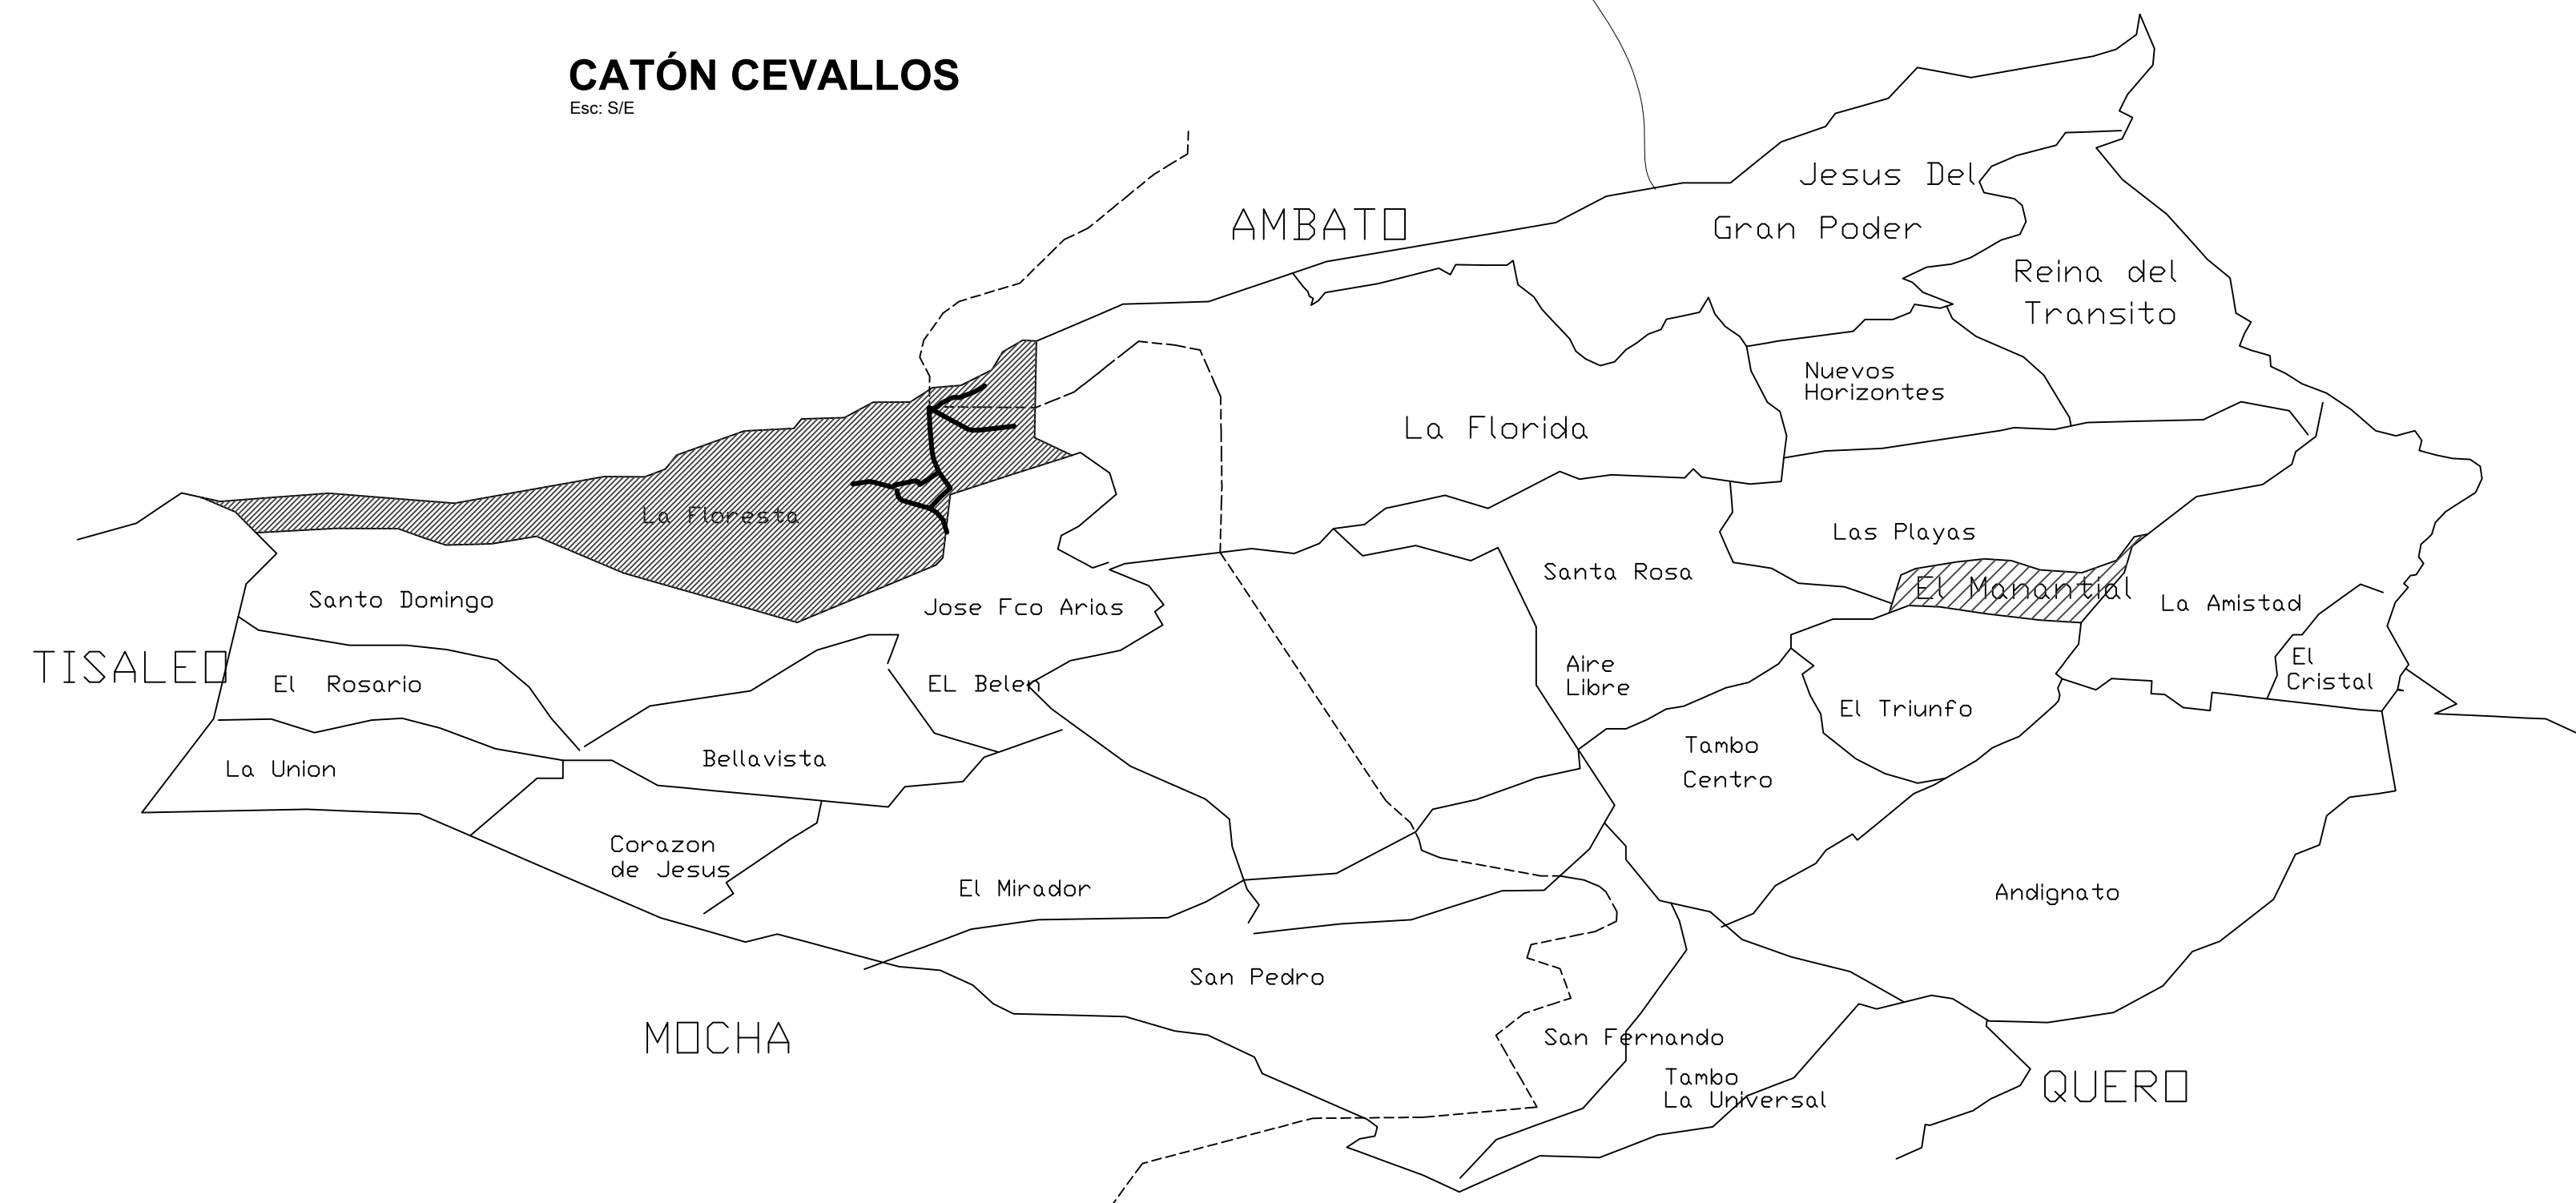 CATÓN CEVALLOS
Esc: S/E
Jesus Del
Gran Poder
AMBATO
Reina del
Transito
Nuevos
Horizontes
La Florida
La Floresta
Las Playas
Santa Rosa
El Manantial
Santo Domingo
Jose Fco Arias
La Amistad
TISALEO
El Rosario
EL Belen
Aire
Libre
El
Cristal
El Triunfo
La Union
Bellavista
Tambo
Centro
Corazon
de Jesus
El Mirador
Andignato
San Pedro
MOCHA
San Fernando
Tambo
La Universal
QUERO